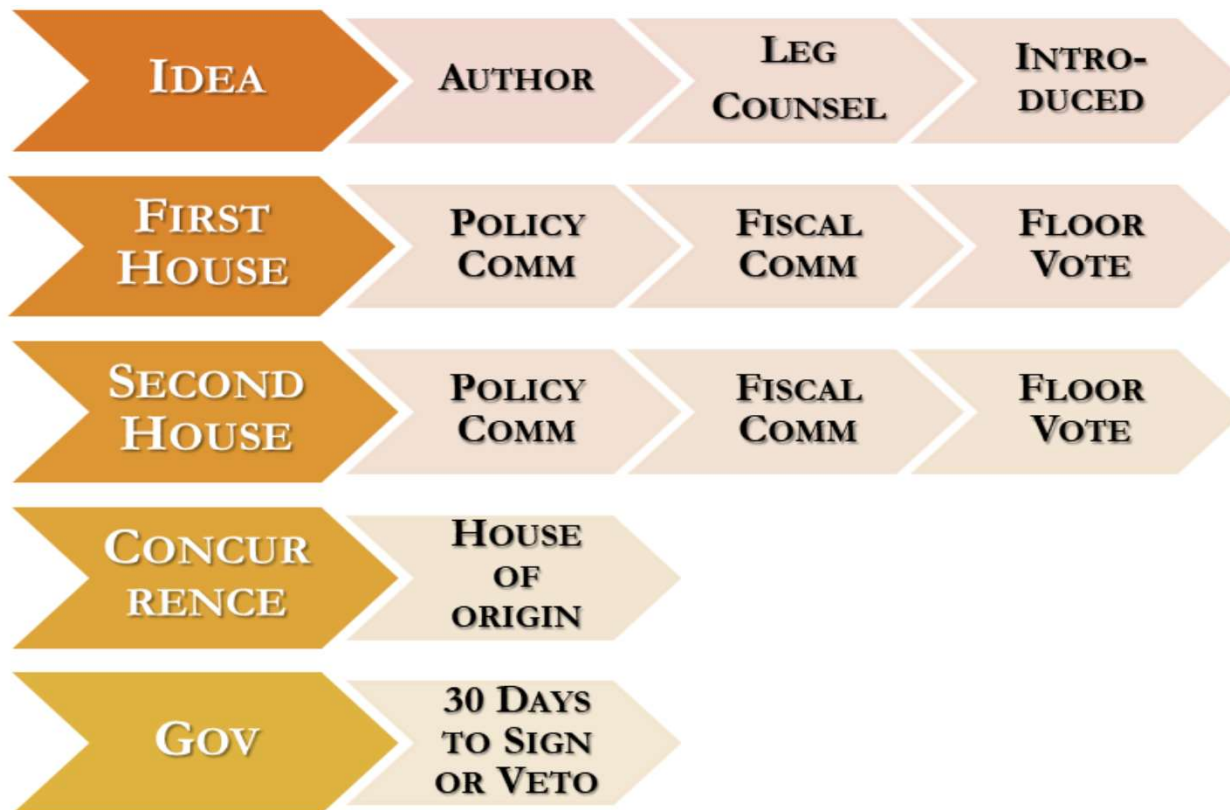 IDEA
AUTHOR
LEG
COUNSEL
INTRO-
DUCED
FIRST
HOUSE
POLICY
COMM
FISCAL
COMM
FLOOR
VOTE
SECOND
HOUSE
POLICY
COMM
FISCAL
COMM
FLOOR
VOTE
CONCUR
RENCE
HOUSE
OF
ORIGIN
GOV
30 DAYS
TO SIGN
OR VETO